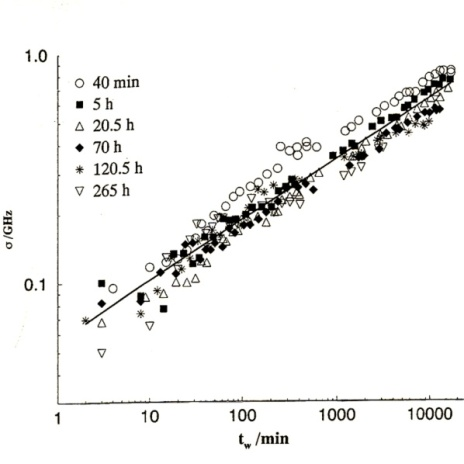 1.0
0.1
σ/GHz
○ 40 min
■ 5 h
△ 20.5 h
◆ 70 h
✳ 120.5 h
▽ 265 h
1 10 100 1000 10000
t_w /min